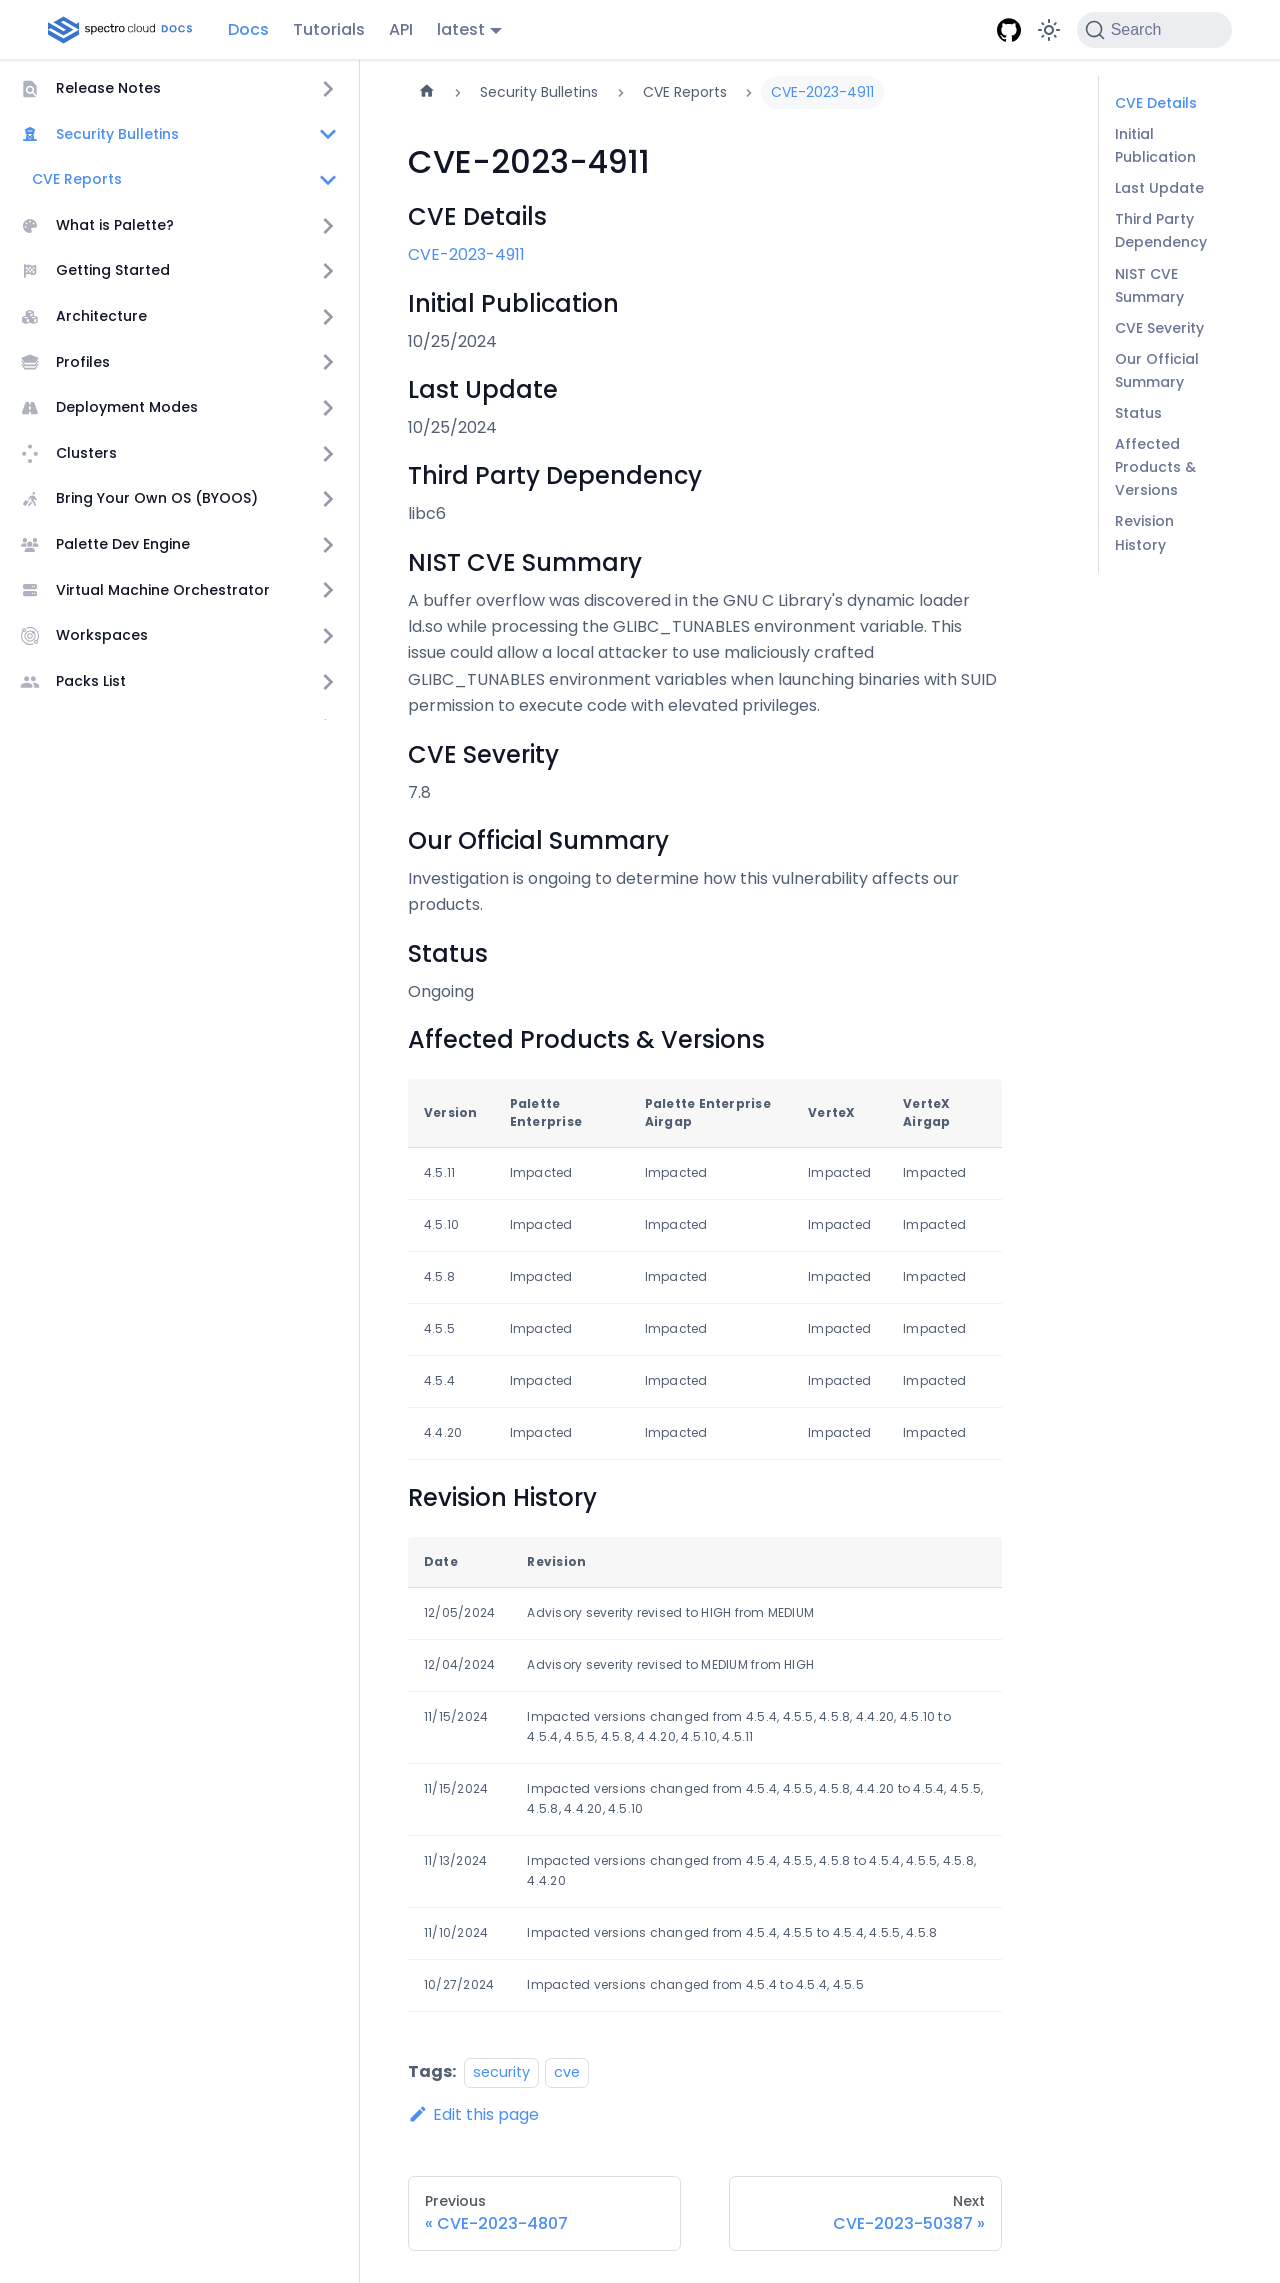 spectro cloud DOCS
Docs
Tutorials
API
latest
Search
Release Notes
Security Bulletins
CVE Reports
What is Palette?
Getting Started
Architecture
Profiles
Deployment Modes
Clusters
Bring Your Own OS (BYOOS)
Palette Dev Engine
Virtual Machine Orchestrator
Workspaces
Packs List
Security Bulletins
CVE Reports
CVE-2023-4911
CVE-2023-4911
CVE Details
CVE-2023-4911
Initial Publication
10/25/2024
Last Update
10/25/2024
Third Party Dependency
libc6
NIST CVE Summary
A buffer overflow was discovered in the GNU C Library's dynamic loader
ld.so while processing the GLIBC_TUNABLES environment variable. This
issue could allow a local attacker to use maliciously crafted
GLIBC_TUNABLES environment variables when launching binaries with SUID
permission to execute code with elevated privileges.
CVE Severity
7.8
Our Official Summary
Investigation is ongoing to determine how this vulnerability affects our
products.
Status
Ongoing
Affected Products & Versions
Version Palette Enterprise Palette Enterprise Airgap VerteX VerteX Airgap
4.5.11 Impacted Impacted Impacted Impacted
4.5.10 Impacted Impacted Impacted Impacted
4.5.8 Impacted Impacted Impacted Impacted
4.5.5 Impacted Impacted Impacted Impacted
4.5.4 Impacted Impacted Impacted Impacted
4.4.20 Impacted Impacted Impacted Impacted
Revision History
Date Revision
12/05/2024 Advisory severity revised to HIGH from MEDIUM
12/04/2024 Advisory severity revised to MEDIUM from HIGH
11/15/2024 Impacted versions changed from 4.5.4, 4.5.5, 4.5.8, 4.4.20, 4.5.10 to
4.5.4, 4.5.5, 4.5.8, 4.4.20, 4.5.10, 4.5.11
11/15/2024 Impacted versions changed from 4.5.4, 4.5.5, 4.5.8, 4.4.20 to 4.5.4, 4.5.5,
4.5.8, 4.4.20, 4.5.10
11/13/2024 Impacted versions changed from 4.5.4, 4.5.5, 4.5.8 to 4.5.4, 4.5.5, 4.5.8,
4.4.20
11/10/2024 Impacted versions changed from 4.5.4, 4.5.5 to 4.5.4, 4.5.5, 4.5.8
10/27/2024 Impacted versions changed from 4.5.4 to 4.5.4, 4.5.5
Tags: security cve
Edit this page
Previous
« CVE-2023-4807
Next
CVE-2023-50387 »
CVE Details
Initial
Publication
Last Update
Third Party
Dependency
NIST CVE
Summary
CVE Severity
Our Official
Summary
Status
Affected
Products &
Versions
Revision
History